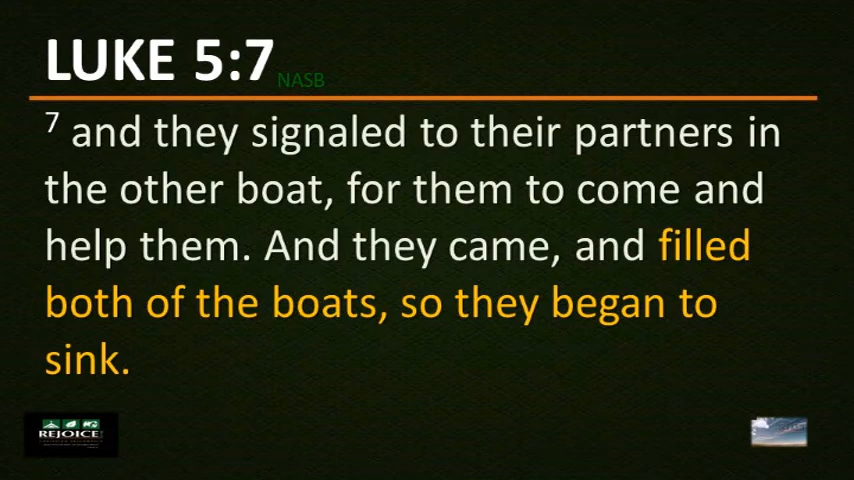 LUKE 5:7 NASB
7 and they signaled to their partners in
the other boat, for them to come and
help them. And they came, and filled
both of the boats, so they began to
sink.
REJOICE